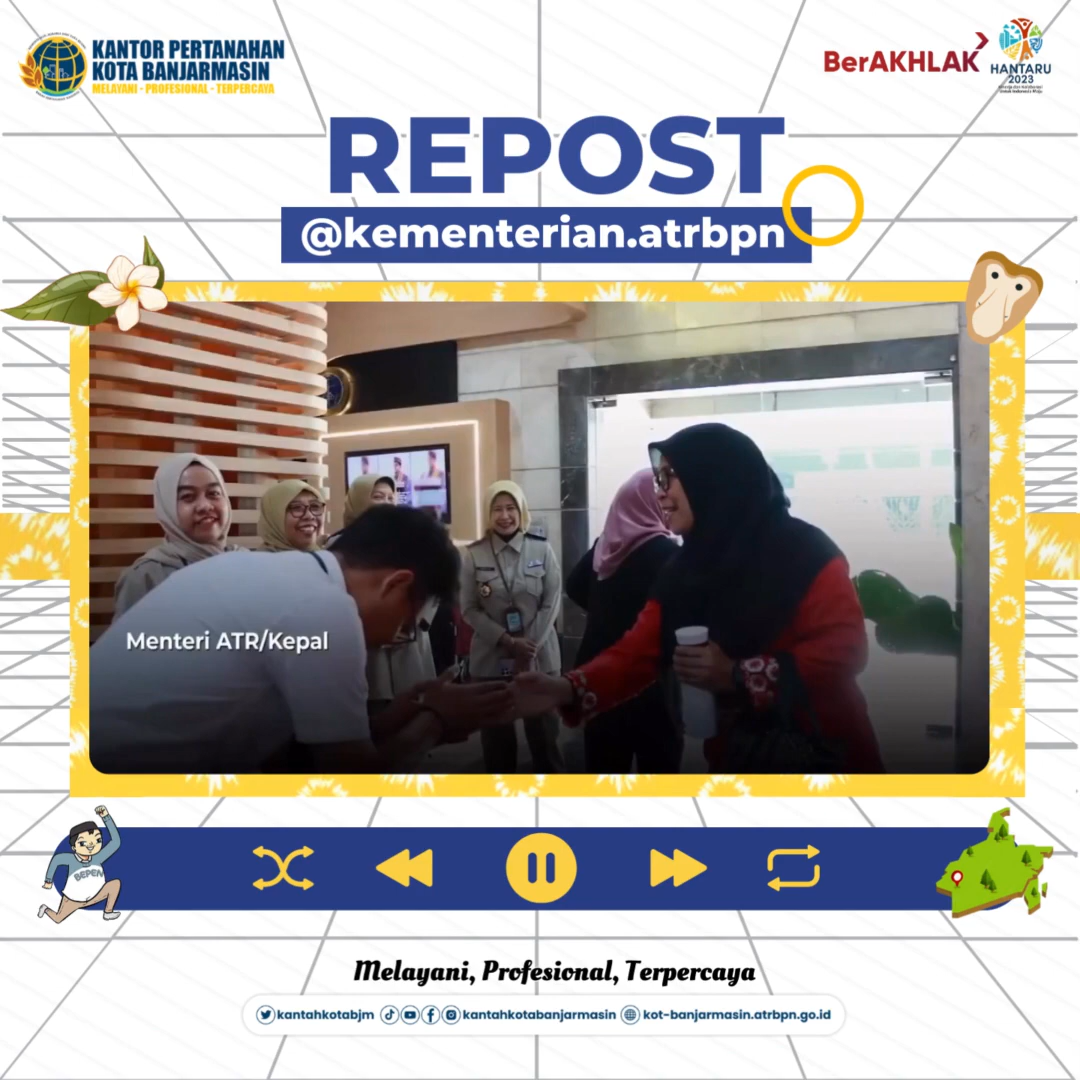 KANTOR PERTANAHAN
KOTA BANJARMASIN
MELAYANI - PROFESIONAL - TERPERCAYA
BerAKHLAK
HANTARU
2023
REPOST
@kementerian.atrbpn
Menteri ATR/Kepal
BEPEN
Melayani, Profesional, Terpercaya
kantahkotabjm kantahkotabanjarmasin kot-banjarmasin.atrbpn.go.id